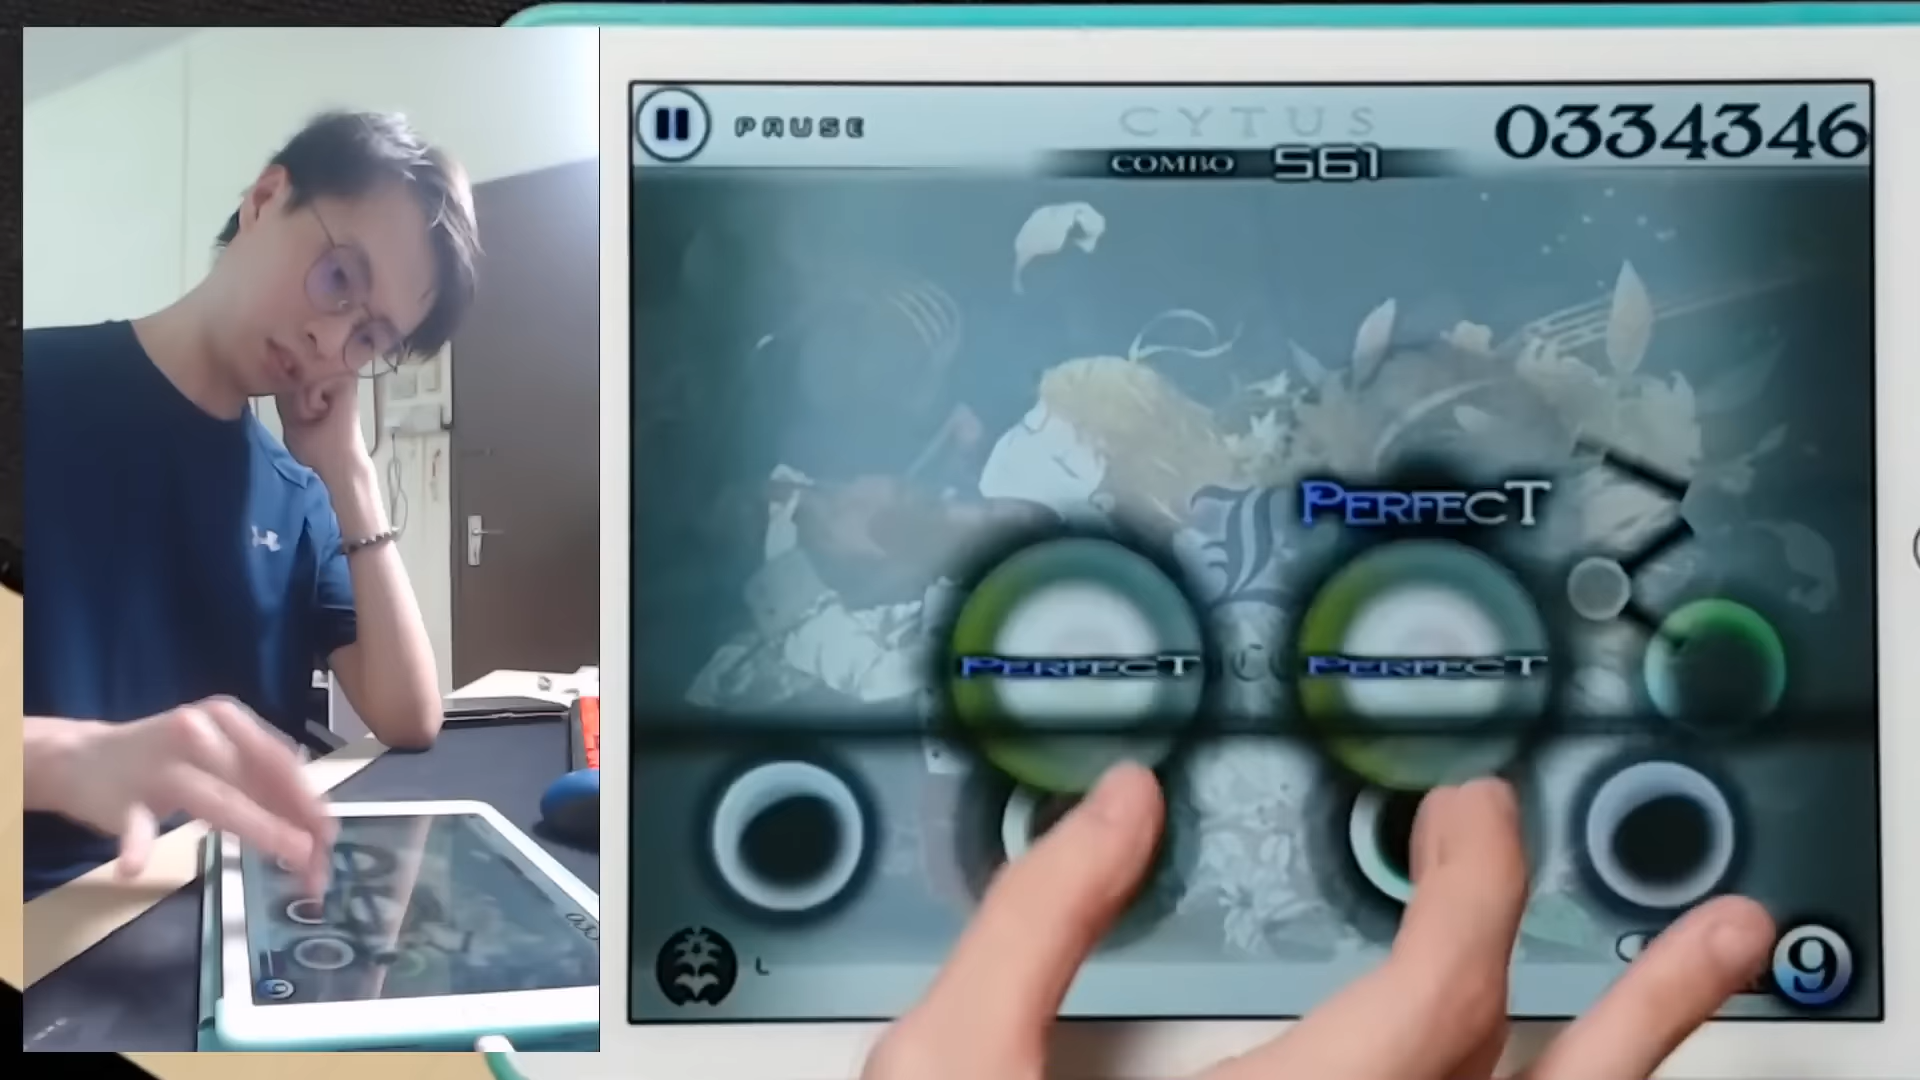 PAUSE
CYTUS
0334346
COMBO 561
PERFECT
PERFECT PERFECT
L
9